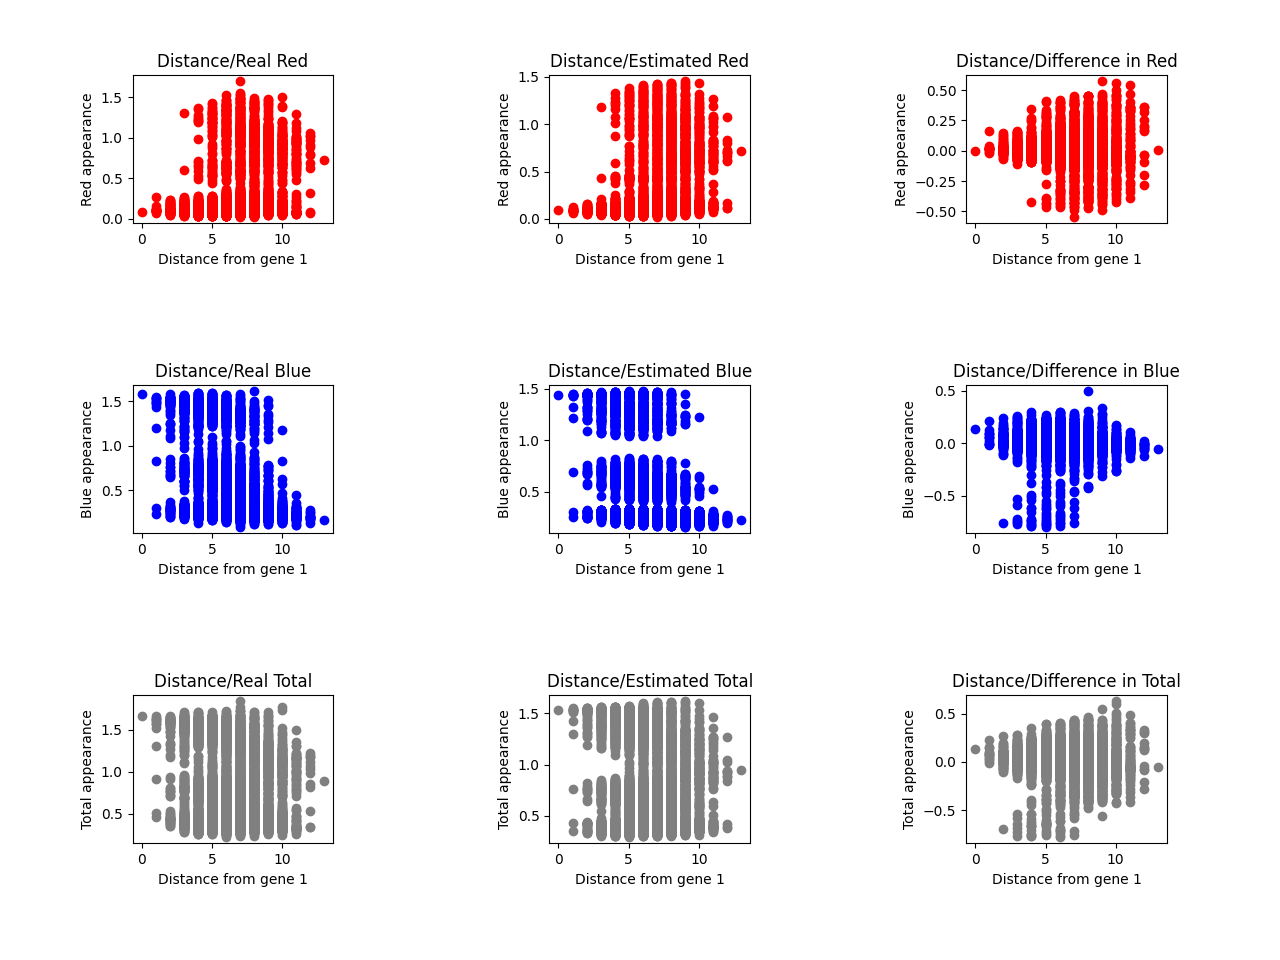 Distance/Real Red
Red appearance
1.5
1.0
0.5
0.0
0 5 10
Distance from gene 1
Distance/Estimated Red
Red appearance
1.5
1.0
0.5
0.0
0 5 10
Distance from gene 1
Distance/Difference in Red
Red appearance
0.50
0.25
0.00
−0.25
−0.50
0 5 10
Distance from gene 1
Distance/Real Blue
Blue appearance
1.5
1.0
0.5
0 5 10
Distance from gene 1
Distance/Estimated Blue
Blue appearance
1.5
1.0
0.5
0 5 10
Distance from gene 1
Distance/Difference in Blue
Blue appearance
0.5
0.0
−0.5
0 5 10
Distance from gene 1
Distance/Real Total
Total appearance
1.5
1.0
0.5
0 5 10
Distance from gene 1
Distance/Estimated Total
Total appearance
1.5
1.0
0.5
0 5 10
Distance from gene 1
Distance/Difference in Total
Total appearance
0.5
0.0
−0.5
0 5 10
Distance from gene 1